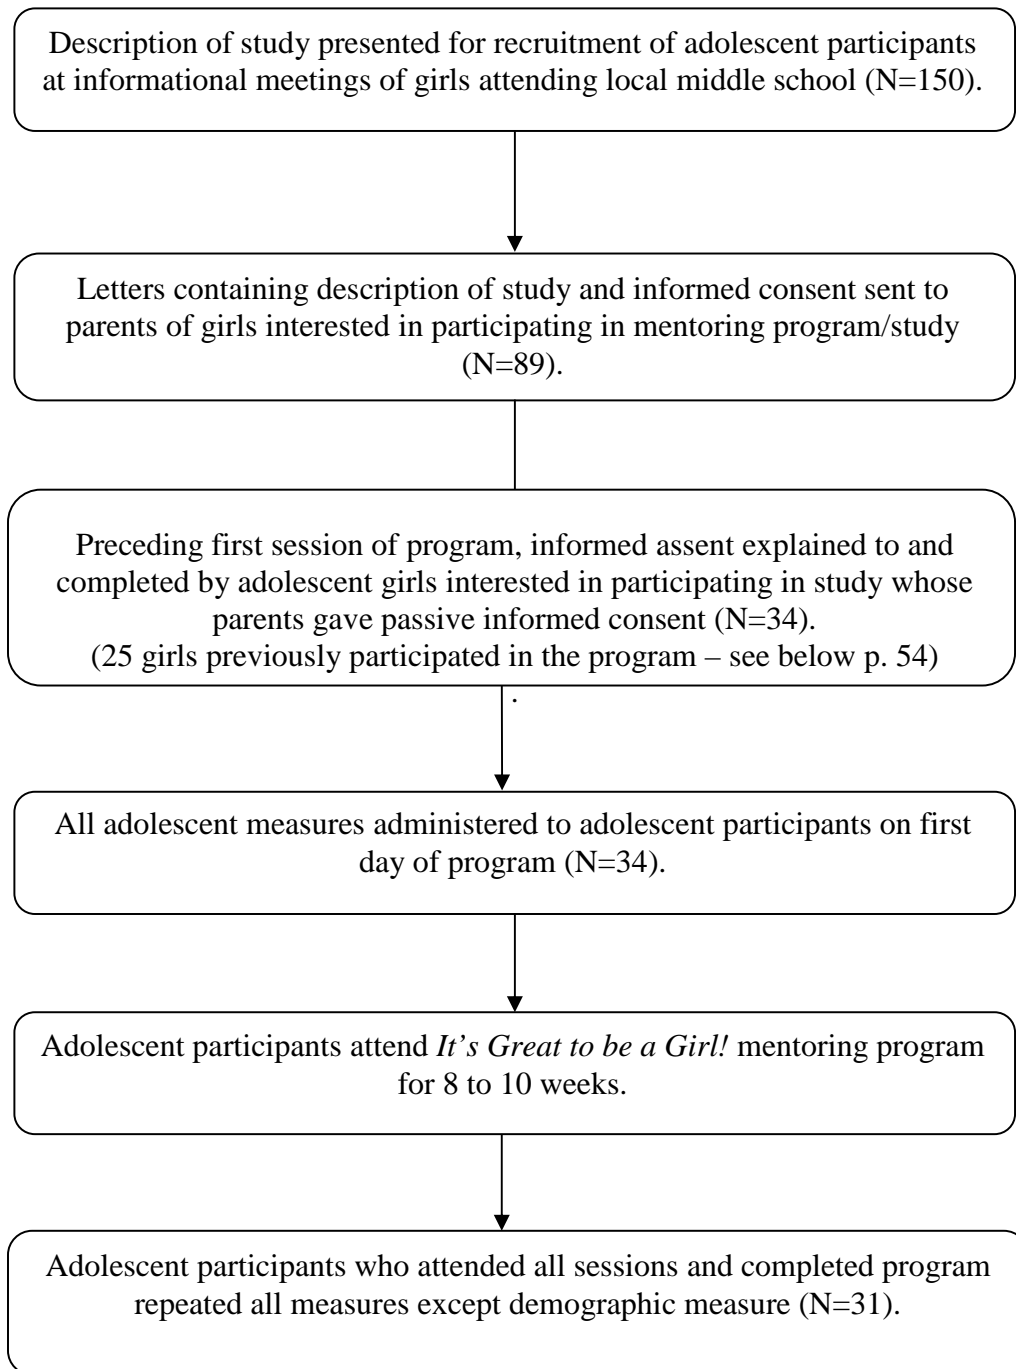 Description of study presented for recruitment of adolescent participants
at informational meetings of girls attending local middle school (N=150).
Letters containing description of study and informed consent sent to
parents of girls interested in participating in mentoring program/study
(N=89).
Preceding first session of program, informed assent explained to and
completed by adolescent girls interested in participating in study whose
parents gave passive informed consent (N=34).
(25 girls previously participated in the program – see below p. 54)
.
All adolescent measures administered to adolescent participants on first
day of program (N=34).
Adolescent participants attend It’s Great to be a Girl! mentoring program
for 8 to 10 weeks.
Adolescent participants who attended all sessions and completed program
repeated all measures except demographic measure (N=31).